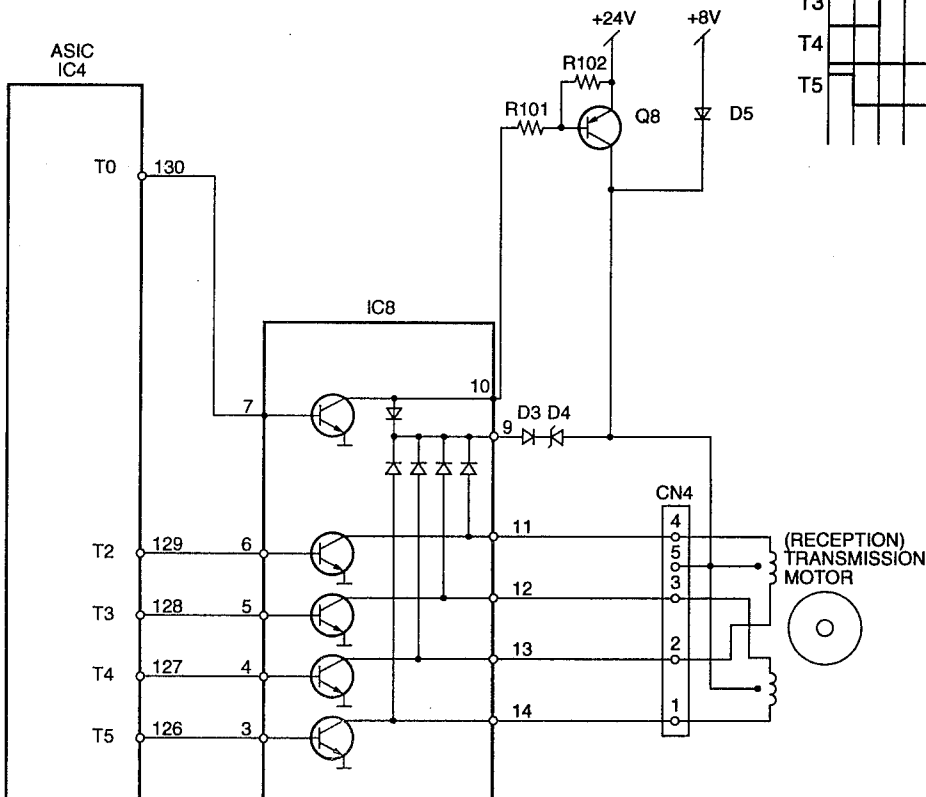 T3
T4
T5
+24V
+8V
ASIC
IC4
R102
R101
Q8
D5
T0
130
IC8
10
7
9
D3 D4
CN4
11
4
(RECEPTION)
TRANSMISSION
MOTOR
5
T2
129
6
12
3
T3
128
5
13
2
T4
127
4
14
1
T5
126
3